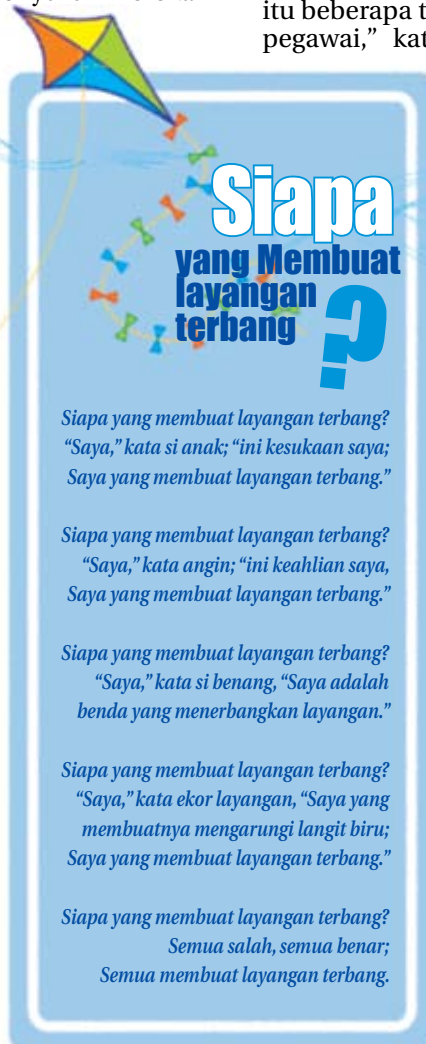 itu beberapa t
pegawai,” kat
Siapa
yang Membuat
layangan
terbang
?
Siapa yang membuat layangan terbang?
“Saya,” kata si anak; “ini kesukaan saya;
Saya yang membuat layangan terbang.”
Siapa yang membuat layangan terbang?
“Saya,” kata angin; “ini keahlian saya,
Saya yang membuat layangan terbang.”
Siapa yang membuat layangan terbang?
“Saya,” kata si benang, “Saya adalah
benda yang menerbangkan layangan.”
Siapa yang membuat layangan terbang?
“Saya,” kata ekor layangan, “Saya yang
membuatnya mengarungi langit biru;
Saya yang membuat layangan terbang.”
Siapa yang membuat layangan terbang?
Semua salah, semua benar;
Semua membuat layangan terbang.